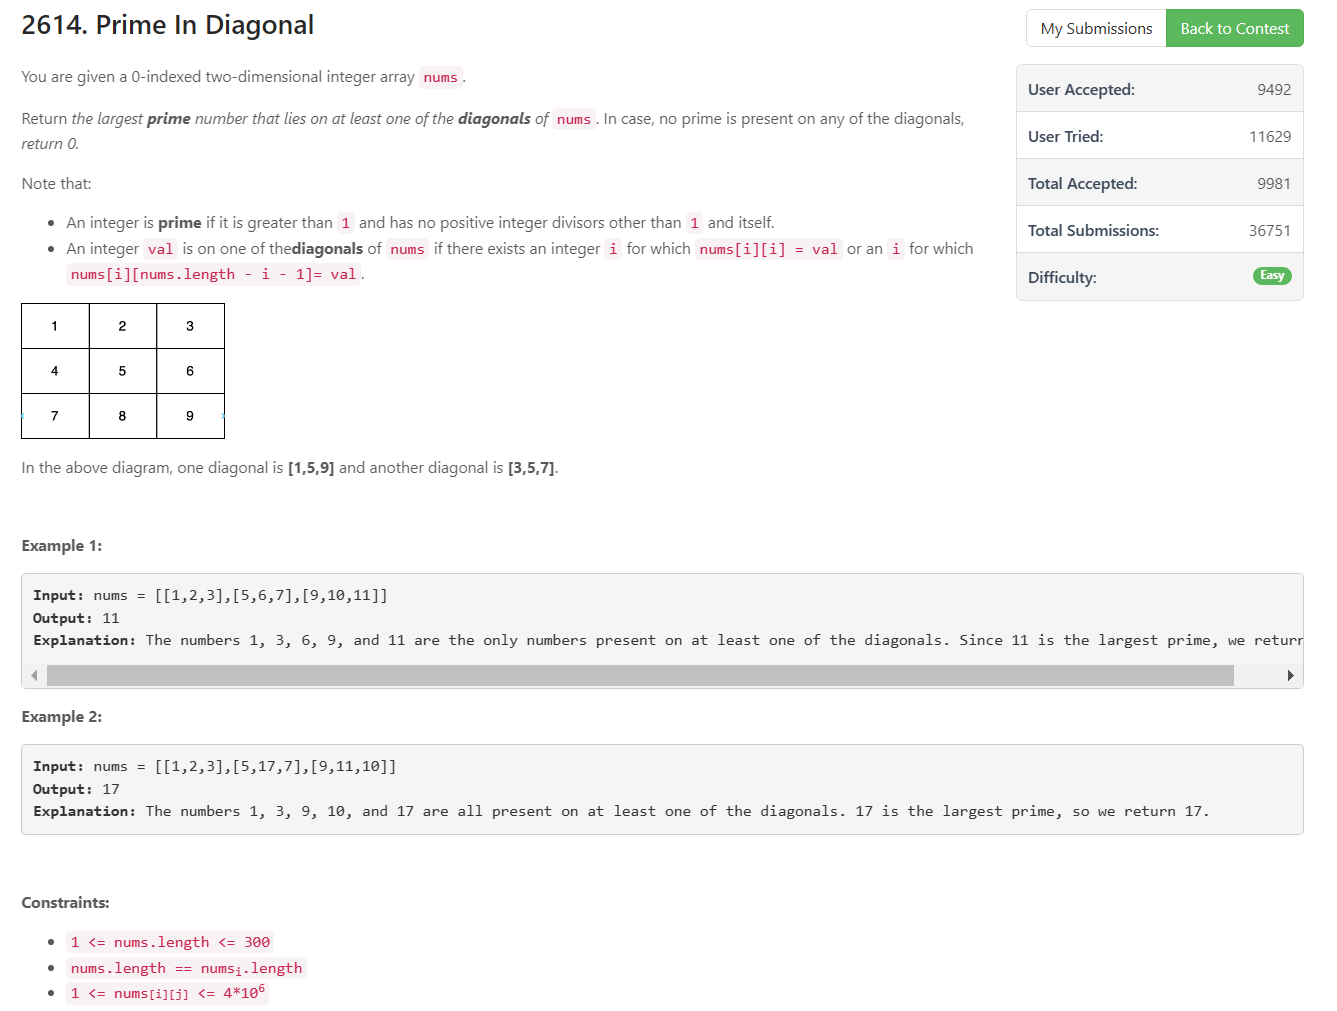 2614. Prime In Diagonal
My Submissions
Back to Contest
You are given a 0-indexed two-dimensional integer array nums .
Return the largest prime number that lies on at least one of the diagonals of nums . In case, no prime is present on any of the diagonals,
return 0.
Note that:
• An integer is prime if it is greater than 1 and has no positive integer divisors other than 1 and itself.
• An integer val is on one of thediagonals of nums if there exists an integer i for which nums[i][i] = val or an i for which
nums[i][nums.length - i - 1]= val .
User Accepted: 9492
User Tried: 11629
Total Accepted: 9981
Total Submissions: 36751
Difficulty: Easy
1 2 3
4 5 6
7 8 9
In the above diagram, one diagonal is [1,5,9] and another diagonal is [3,5,7].
Example 1:
Input: nums = [[1,2,3],[5,6,7],[9,10,11]]
Output: 11
Explanation: The numbers 1, 3, 6, 9, and 11 are the only numbers present on at least one of the diagonals. Since 11 is the largest prime, we return
Example 2:
Input: nums = [[1,2,3],[5,17,7],[9,11,10]]
Output: 17
Explanation: The numbers 1, 3, 9, 10, and 17 are all present on at least one of the diagonals. 17 is the largest prime, so we return 17.
Constraints:
• 1 <= nums.length <= 300
• nums.length == numsᵢ.length
• 1 <= nums[i][j] <= 4*10⁶